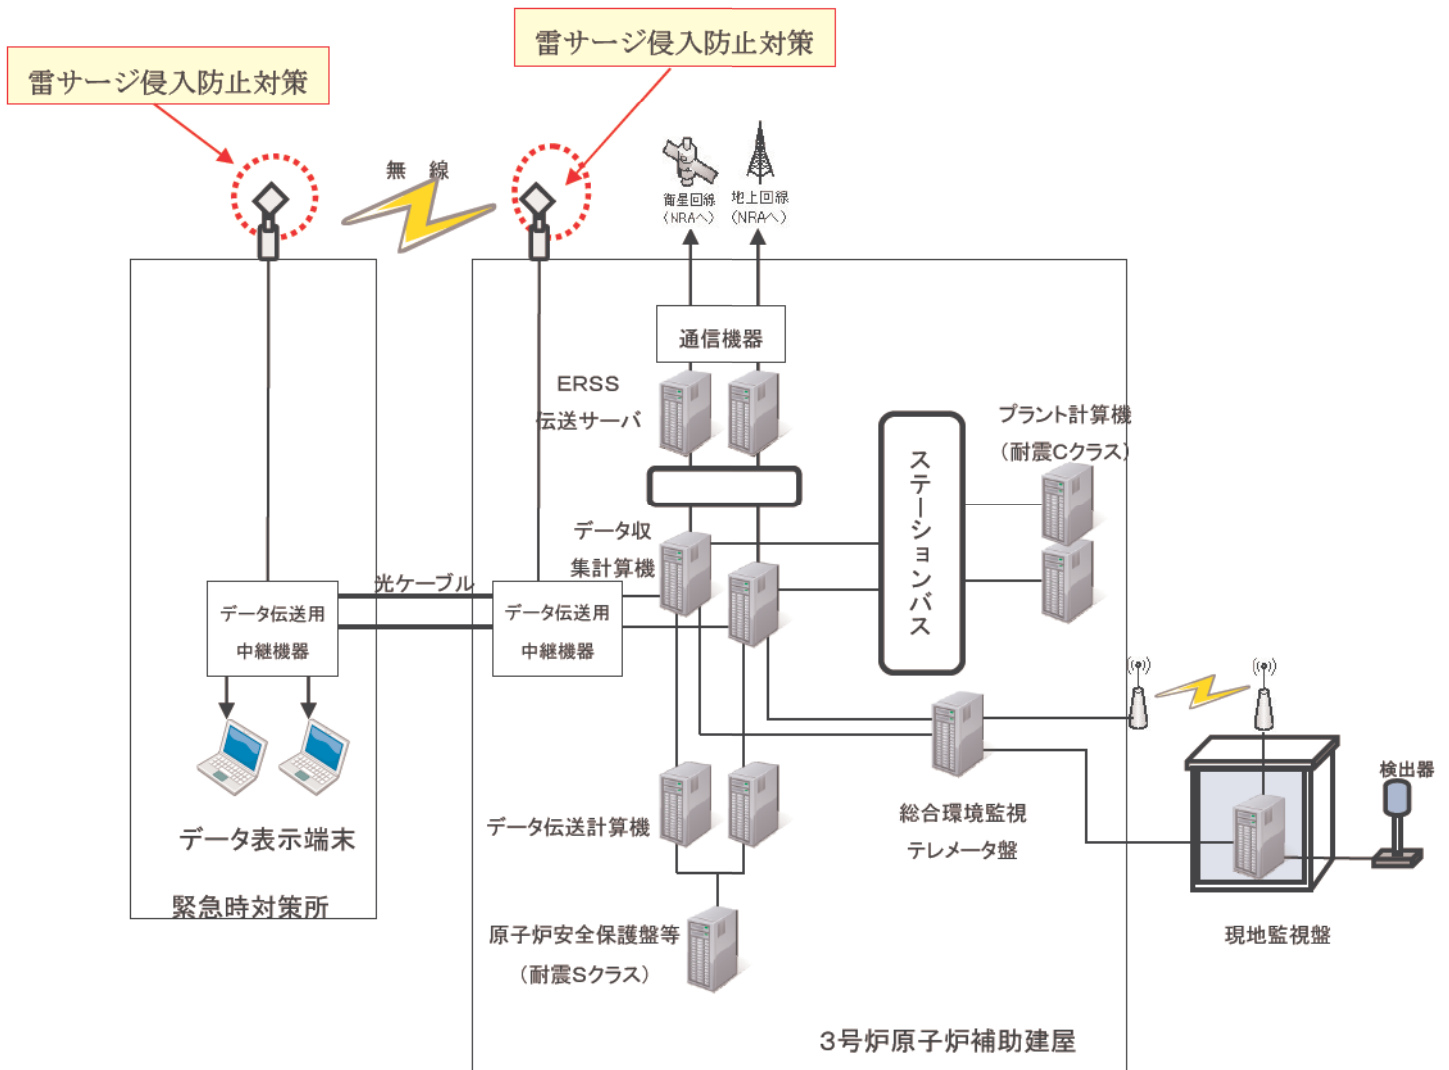 雷サージ侵入防止対策
雷サージ侵入防止対策
無　線
衛星回線
（NRAへ）
地上回線
（NRAへ）
通信機器
ERSS
伝送サーバ
プラント計算機
（耐震Cクラス）
ステーションバス
データ収
集計算機
光ケーブル
データ伝送用
中継機器
データ伝送用
中継機器
検出器
データ表示端末
データ伝送計算機
総合環境監視
テレメータ盤
緊急時対策所
原子炉安全保護盤等
（耐震Sクラス）
現地監視盤
３号炉原子炉補助建屋